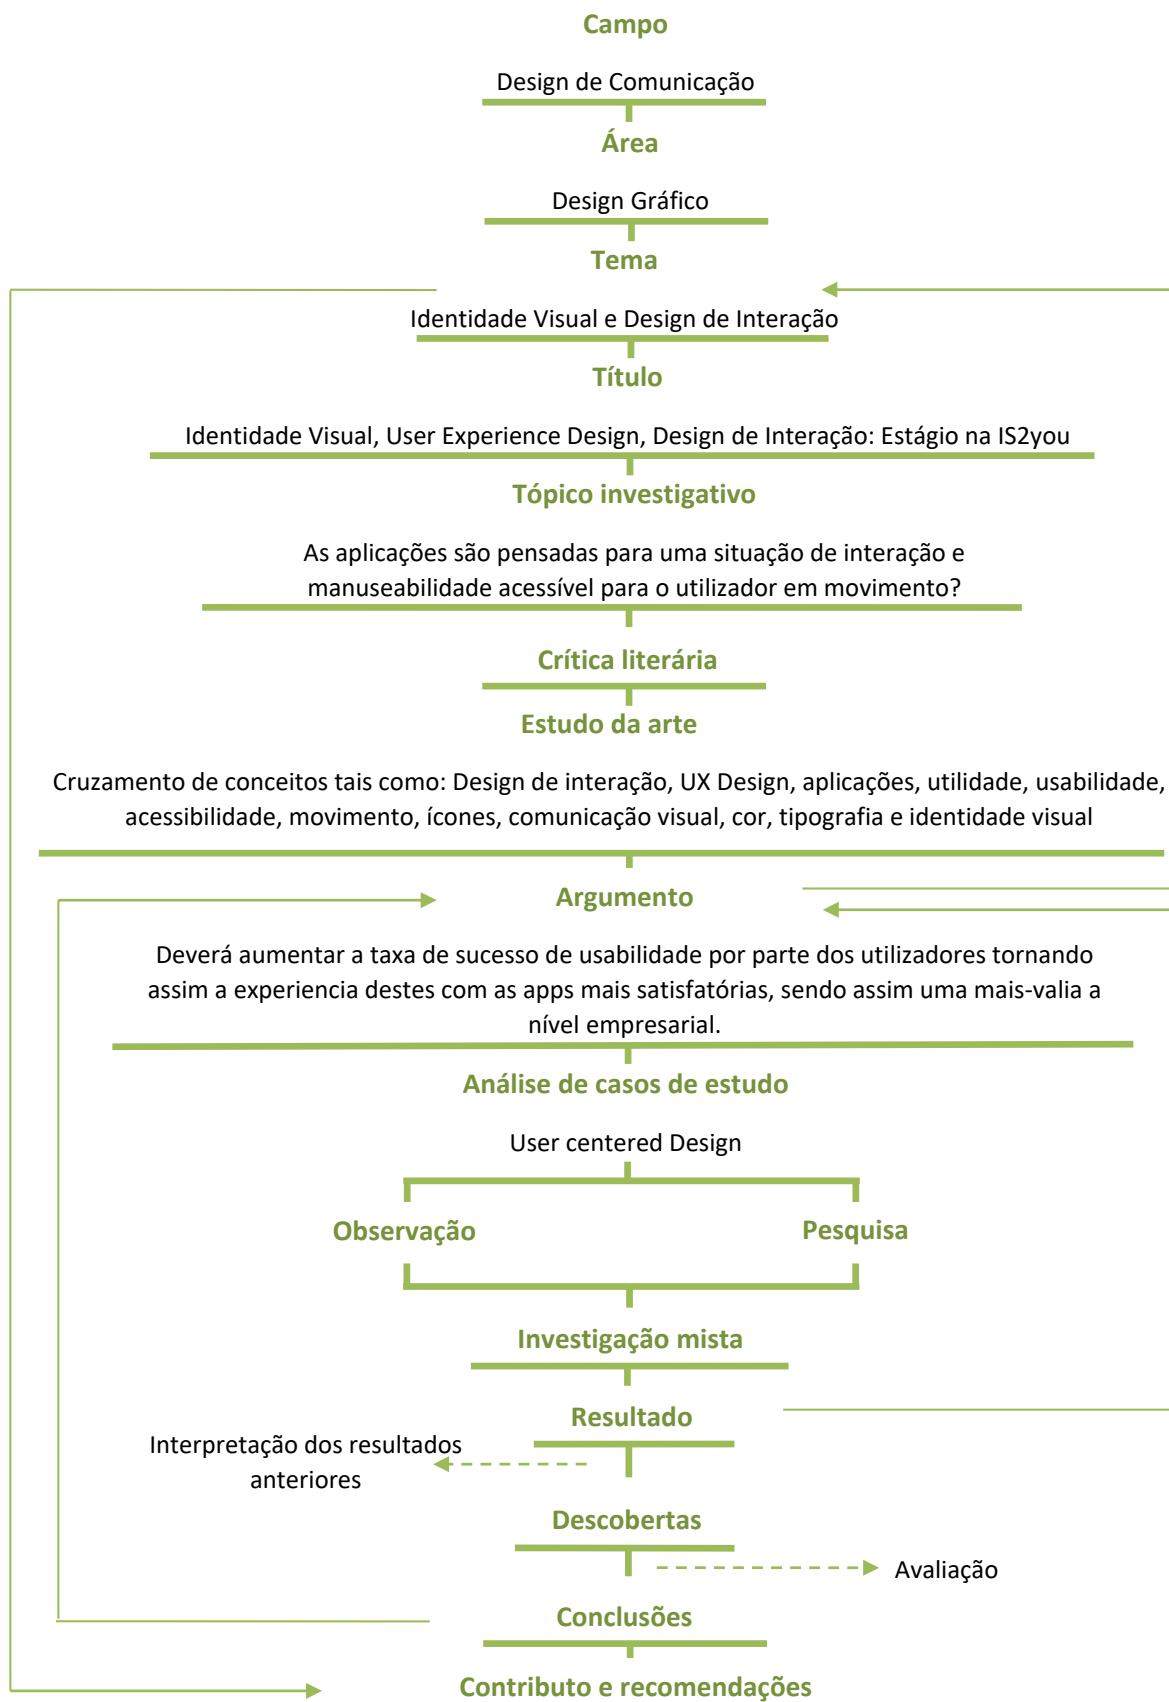 Campo
Design de Comunicação
Área
Design Gráfico
Tema
Identidade Visual e Design de Interação
Título
Identidade Visual, User Experience Design, Design de Interação: Estágio na IS2you
Tópico investigativo
As aplicações são pensadas para uma situação de interação e
manuseabilidade acessível para o utilizador em movimento?
Crítica literária
Estudo da arte
Cruzamento de conceitos tais como: Design de interação, UX Design, aplicações, utilidade, usabilidade,
acessibilidade, movimento, ícones, comunicação visual, cor, tipografia e identidade visual
Argumento
Deverá aumentar a taxa de sucesso de usabilidade por parte dos utilizadores tornando
assim a experiencia destes com as apps mais satisfatórias, sendo assim uma mais-valia a
nível empresarial.
Análise de casos de estudo
User centered Design
Observação
Pesquisa
Investigação mista
Resultado
Interpretação dos resultados
anteriores
Descobertas
Avaliação
Conclusões
Contributo e recomendações